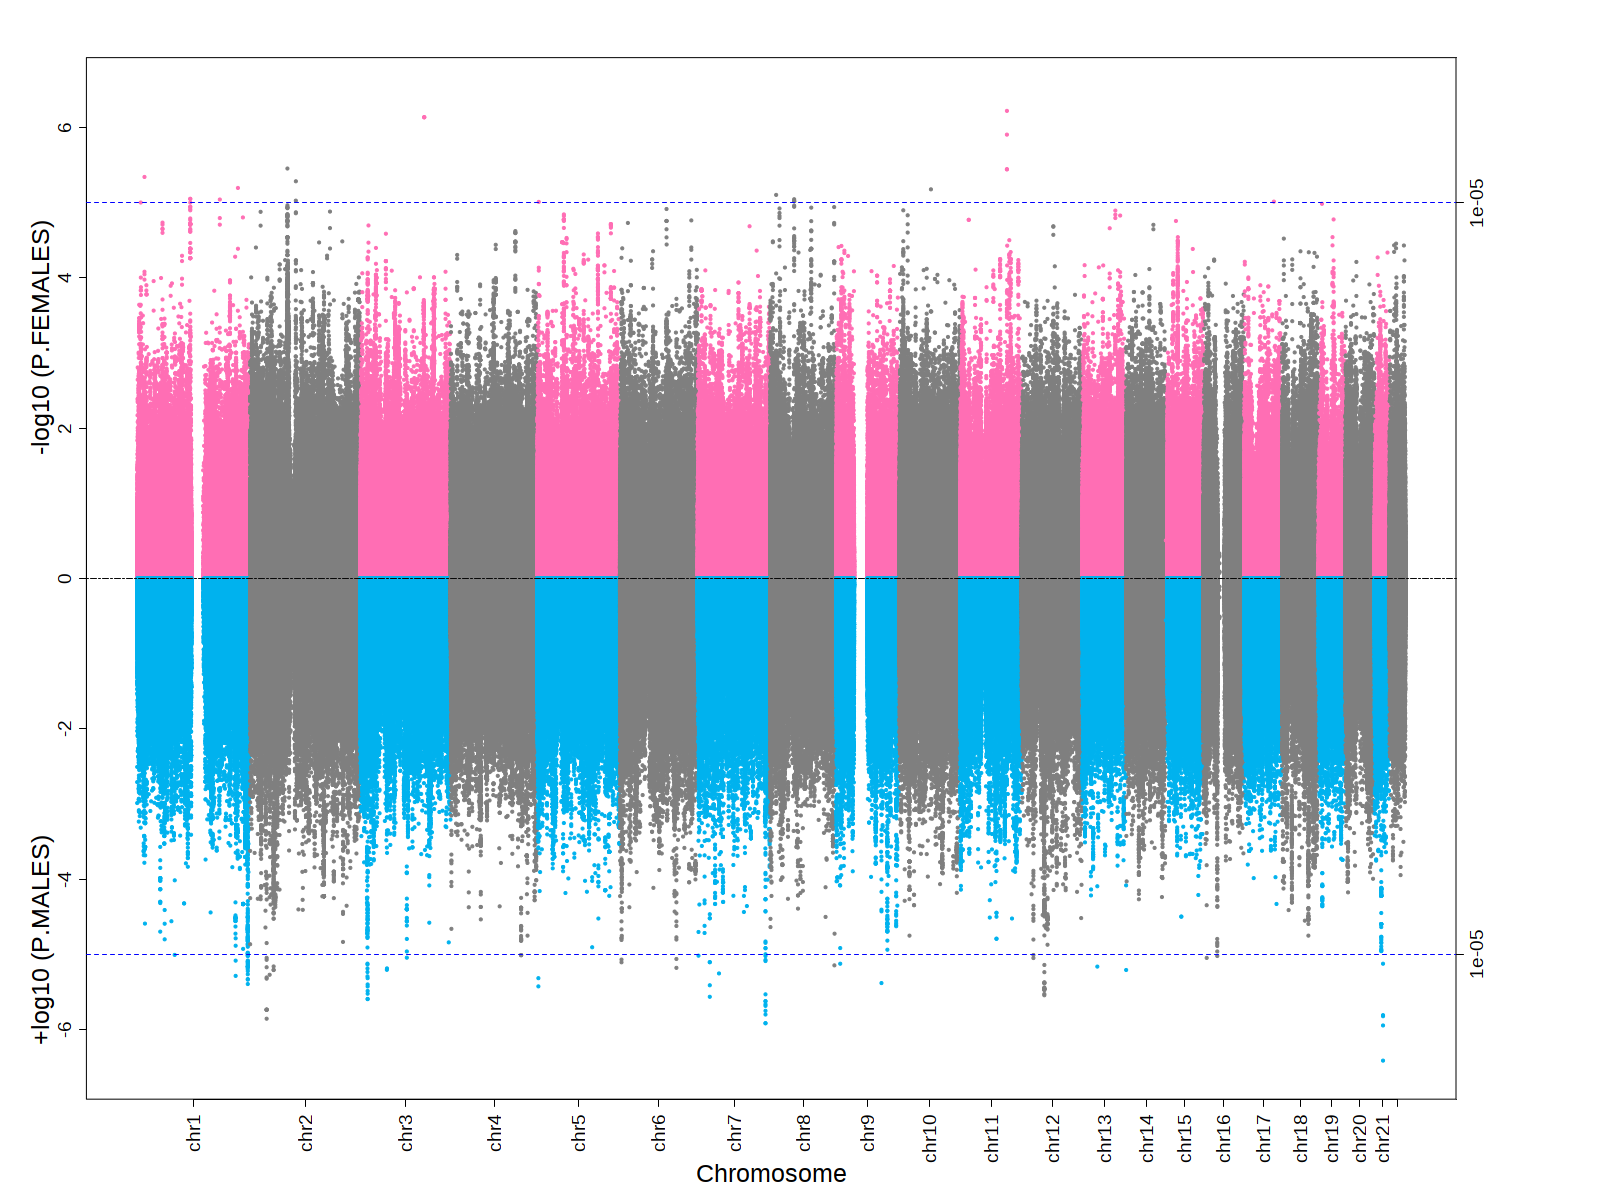 -log10 (P.FEMALES)
+log10 (P.MALES)
6
4
2
0
-2
-4
-6
1e-05
1e-05
chr1
chr2
chr3
chr4
chr5
chr6
chr7
chr8
chr9
chr10
chr11
chr12
chr13
chr14
chr15
chr16
chr17
chr18
chr19
chr20
chr21
Chromosome